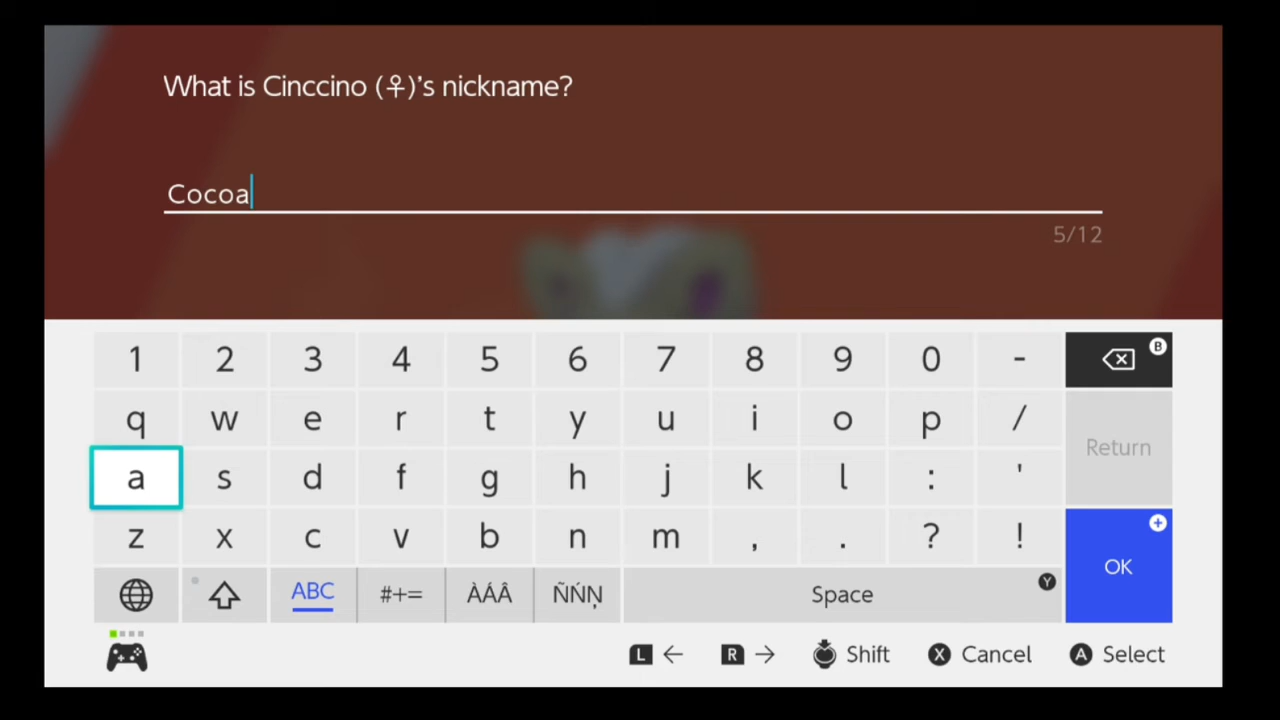 What is Cinccino (♀)'s nickname?
Cocoa
5/12
1 2 3 4 5 6 7 8 9 0 -
q w e r t y u i o p /
a s d f g h j k l : '
z x c v b n m , . ? !
B
Return
+
OK
ABC #+= ÀÁÂ ÑŃŅ Space Y
L ← R → Shift X Cancel A Select